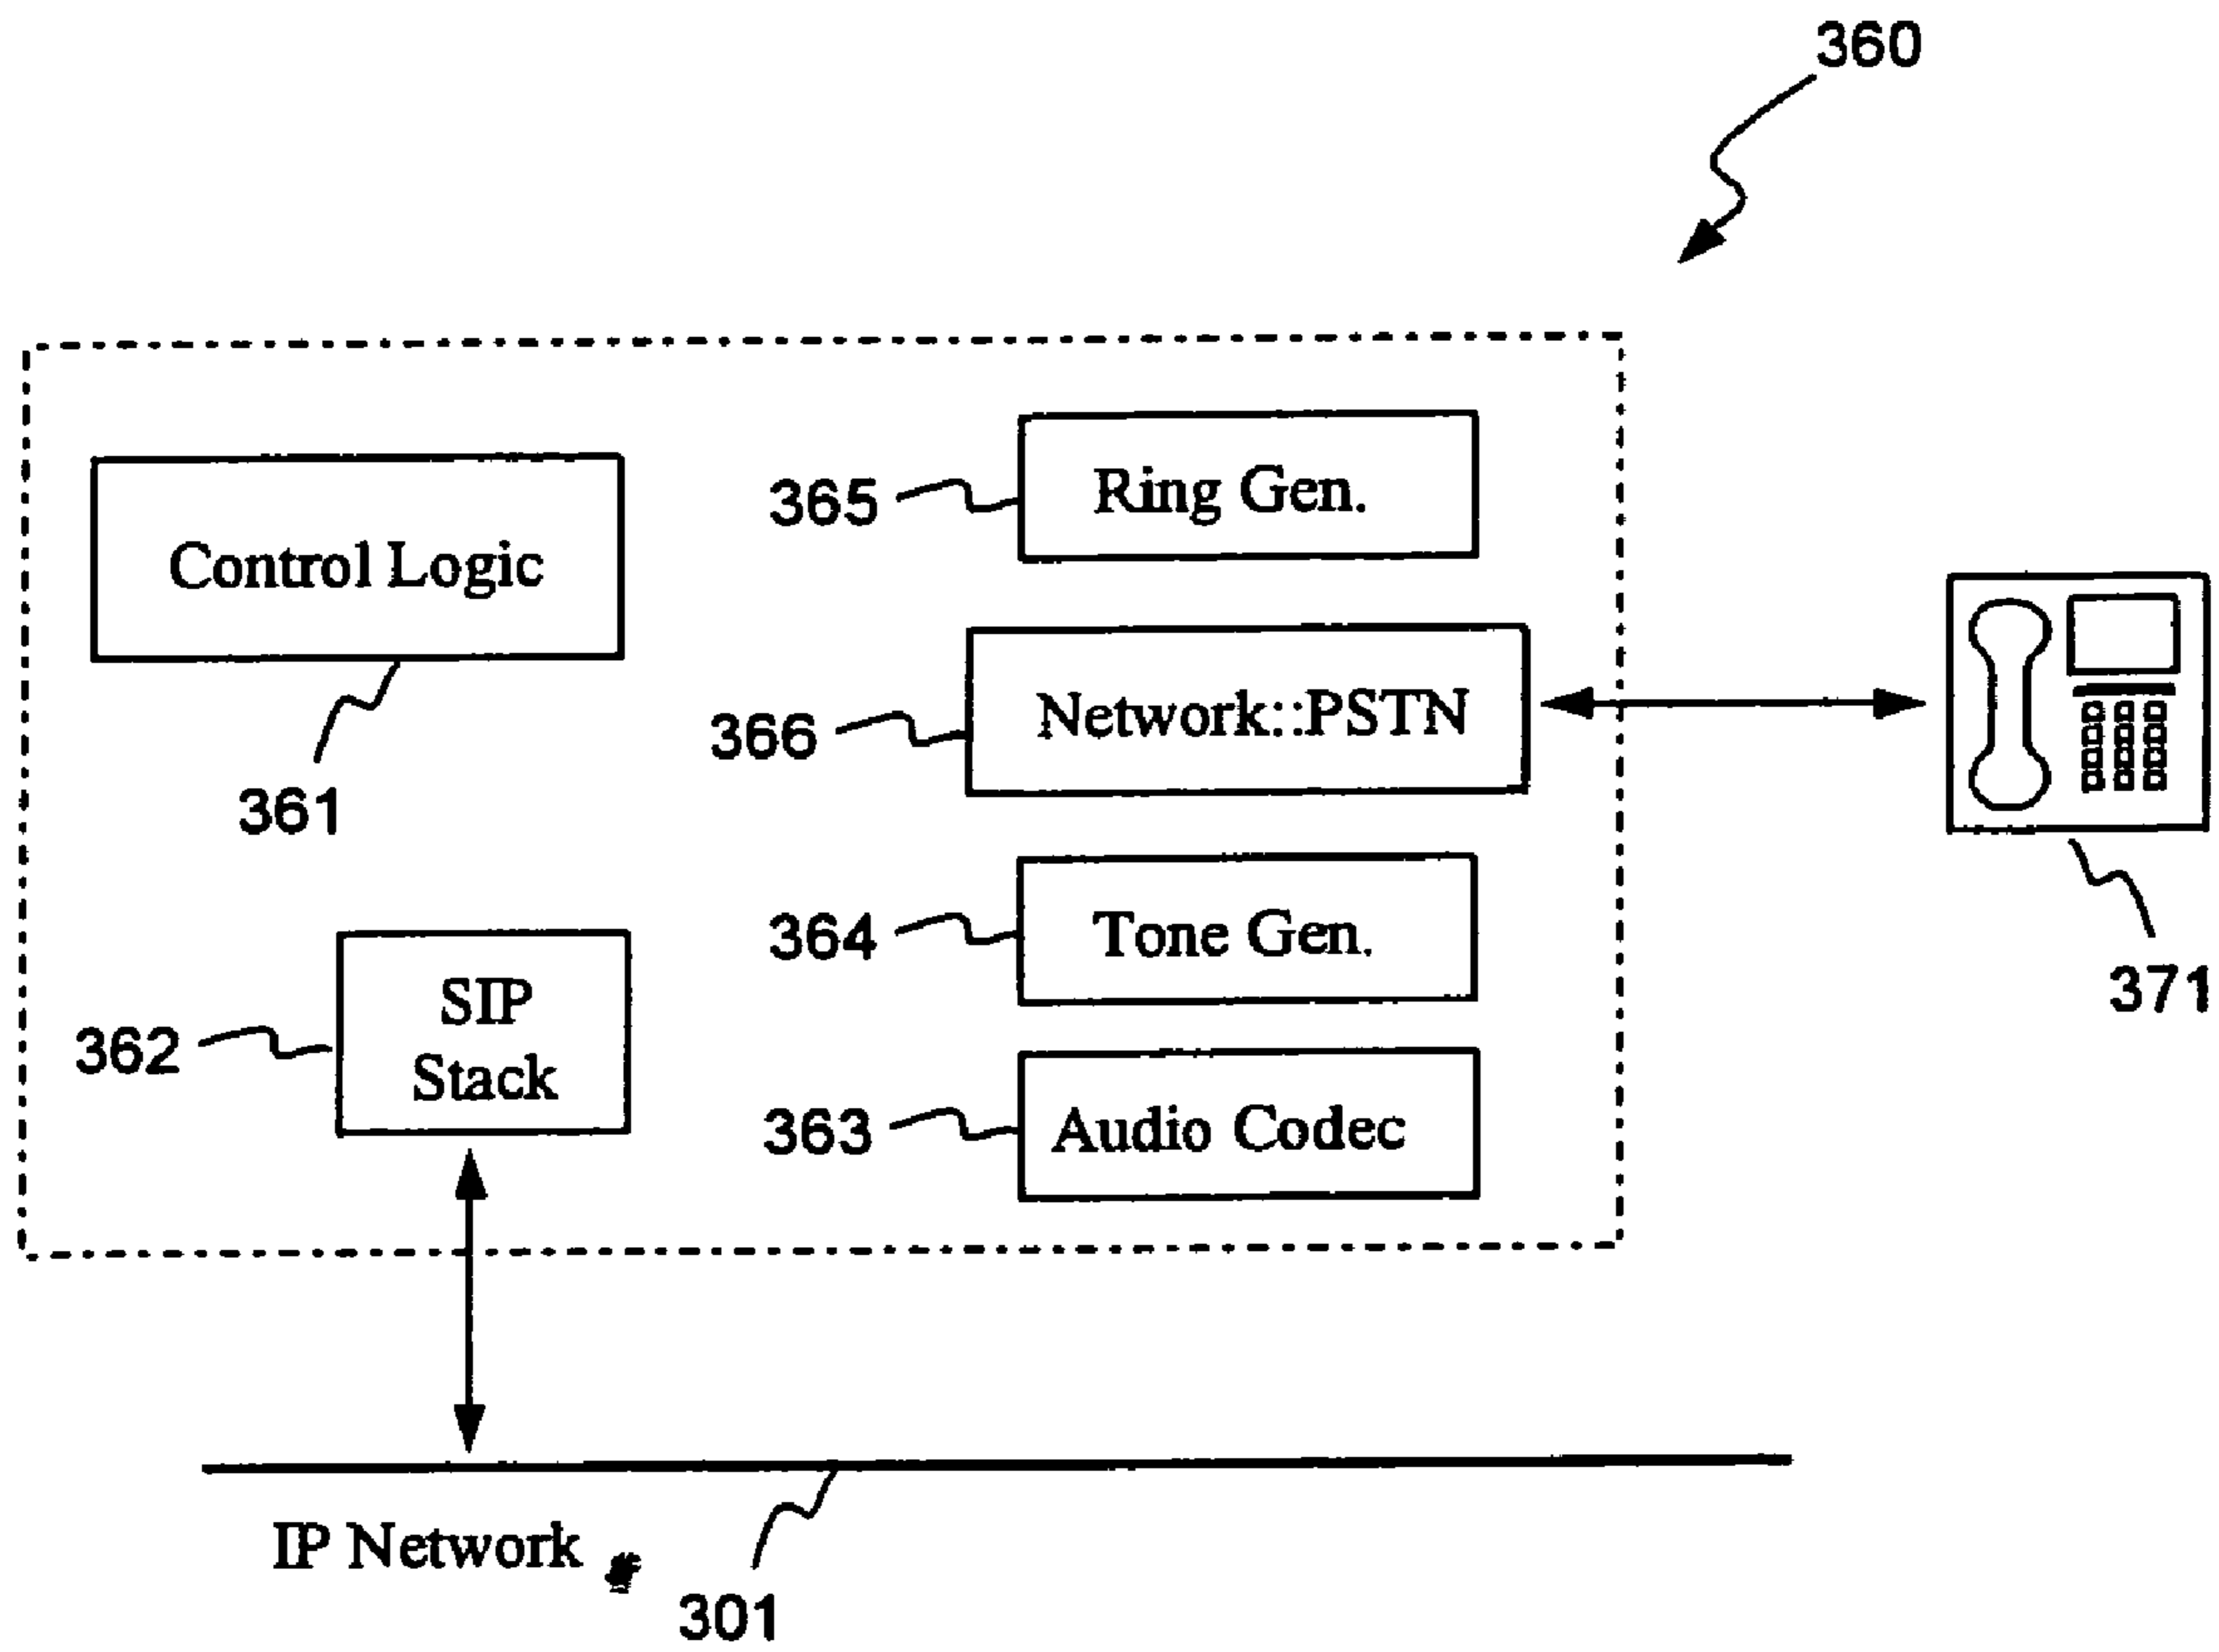 360
365
Ring Gen.
Control Logic
366
Network::PSTN
361
364
Tone Gen.
371
362
SIP
Stack
363
Audio Codec
IP Network
301